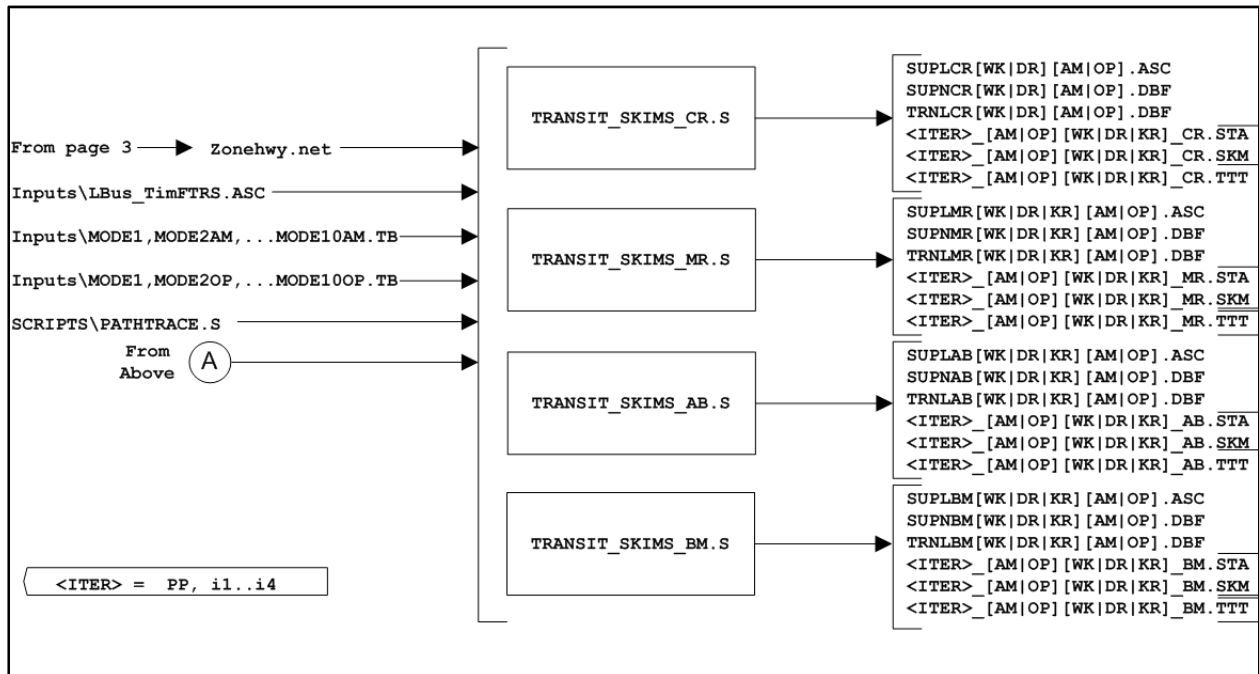 From page 3
Zonehwy.net
Inputs\LBus_TimFTRS.ASC
Inputs\MODE1,MODE2AM,...MODE10AM.TB
Inputs\MODE1,MODE2OP,...MODE10OP.TB
SCRIPTS\PATHTRACE.S
From
Above
A
<ITER> = PP, i1..i4
TRANSIT_SKIMS_CR.S
SUPLCR[WK|DR][AM|OP].ASC
SUPNCR[WK|DR][AM|OP].DBF
TRNLCR[WK|DR][AM|OP].DBF
<ITER>_[AM|OP][WK|DR|KR]_CR.STA
<ITER>_[AM|OP][WK|DR|KR]_CR.SKM
<ITER>_[AM|OP][WK|DR|KR]_CR.TTT
TRANSIT_SKIMS_MR.S
SUPLMR[WK|DR|KR][AM|OP].ASC
SUPNMR[WK|DR|KR][AM|OP].DBF
TRNLMR[WK|DR|KR][AM|OP].DBF
<ITER>_[AM|OP][WK|DR|KR]_MR.STA
<ITER>_[AM|OP][WK|DR|KR]_MR.SKM
<ITER>_[AM|OP][WK|DR|KR]_MR.TTT
TRANSIT_SKIMS_AB.S
SUPLAB[WK|DR|KR][AM|OP].ASC
SUPNAB[WK|DR|KR][AM|OP].DBF
TRNLAB[WK|DR|KR][AM|OP].DBF
<ITER>_[AM|OP][WK|DR|KR]_AB.STA
<ITER>_[AM|OP][WK|DR|KR]_AB.SKM
<ITER>_[AM|OP][WK|DR|KR]_AB.TTT
TRANSIT_SKIMS_BM.S
SUPLBM[WK|DR|KR][AM|OP].ASC
SUPNBM[WK|DR|KR][AM|OP].DBF
TRNLBM[WK|DR|KR][AM|OP].DBF
<ITER>_[AM|OP][WK|DR|KR]_BM.STA
<ITER>_[AM|OP][WK|DR|KR]_BM.SKM
<ITER>_[AM|OP][WK|DR|KR]_BM.TTT